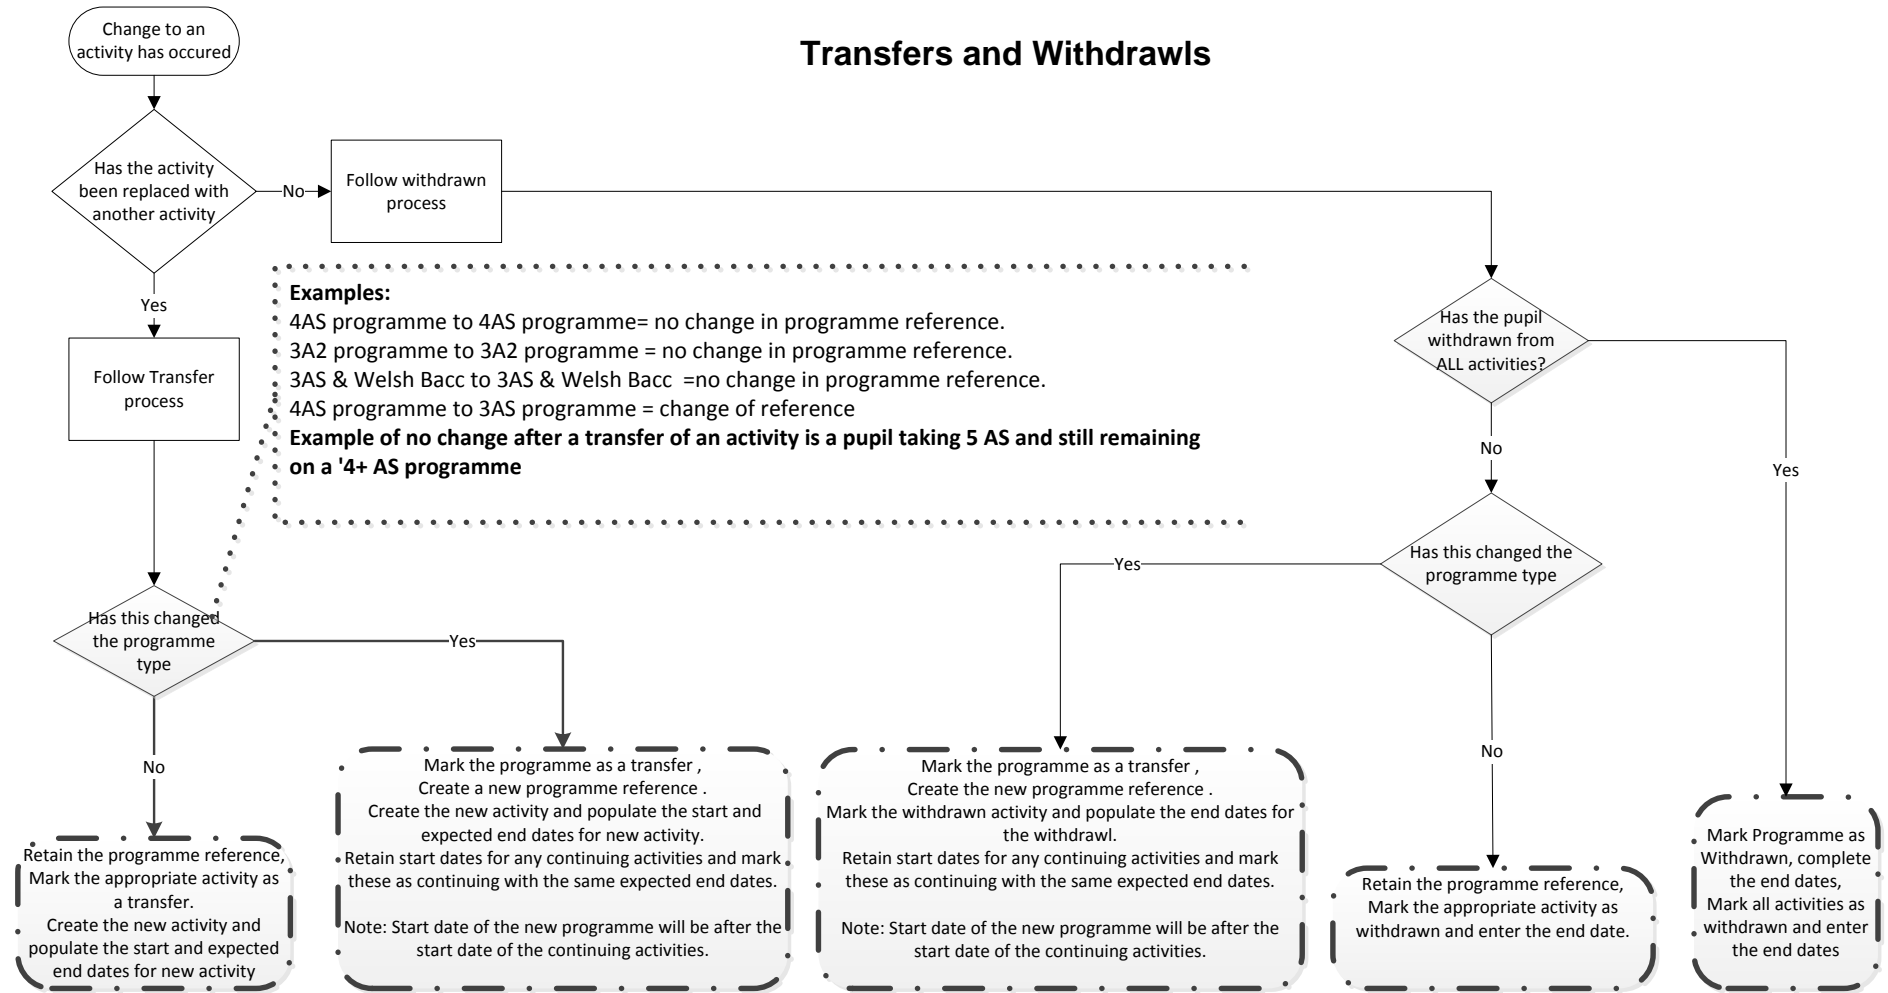 Change to an
activity has occured
Transfers and Withdrawls
Has the activity
been replaced with
another activity
No
Follow withdrawn
process
Yes
Follow Transfer
process
Examples:
4AS programme to 4AS programme= no change in programme reference.
3A2 programme to 3A2 programme = no change in programme reference.
3AS & Welsh Bacc to 3AS & Welsh Bacc =no change in programme reference.
4AS programme to 3AS programme = change of reference
Example of no change after a transfer of an activity is a pupil taking 5 AS and still remaining
on a '4+ AS programme
Has the pupil
withdrawn from
ALL activities?
No
Yes
Has this changed the
programme type
Yes
No
Has this changed
the programme
type
Yes
No
Retain the programme reference,
Mark the appropriate activity as
a transfer.
Create the new activity and
populate the start and expected
end dates for new activity
Mark the programme as a transfer ,
Create a new programme reference .
Create the new activity and populate the start and
expected end dates for new activity.
Retain start dates for any continuing activities and mark
these as continuing with the same expected end dates.
Note: Start date of the new programme will be after the
start date of the continuing activities.
Mark the programme as a transfer ,
Create the new programme reference .
Mark the withdrawn activity and populate the end dates for
the withdrawl.
Retain start dates for any continuing activities and mark
these as continuing with the same expected end dates.
Note: Start date of the new programme will be after the
start date of the continuing activities.
Retain the programme reference,
Mark the appropriate activity as
withdrawn and enter the end date.
Mark Programme as
Withdrawn, complete
the end dates,
Mark all activities as
withdrawn and enter
the end dates